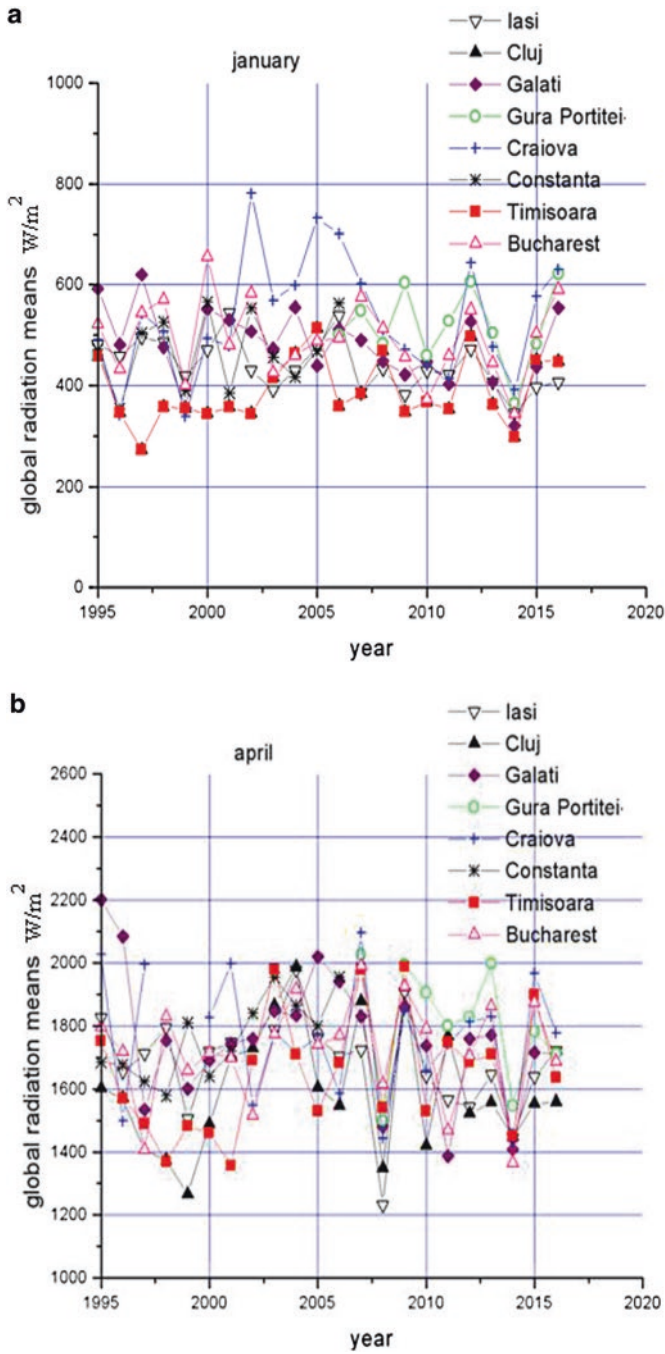 a
january
Iasi
Cluj
Galati
Gura Portitei·
Craiova
Constanta
Timisoara
Bucharest
global radiation means W/m²
1000
800
600
400
200
0
1995
2000
2005
2010
2015
2020
year
b
april
Iasi
Cluj
Galati
Gura Portitei·
Craiova
Constanta
Timisoara
Bucharest
global radiation means W/m²
2600
2400
2200
2000
1800
1600
1400
1200
1000
1995
2000
2005
2010
2015
2020
year